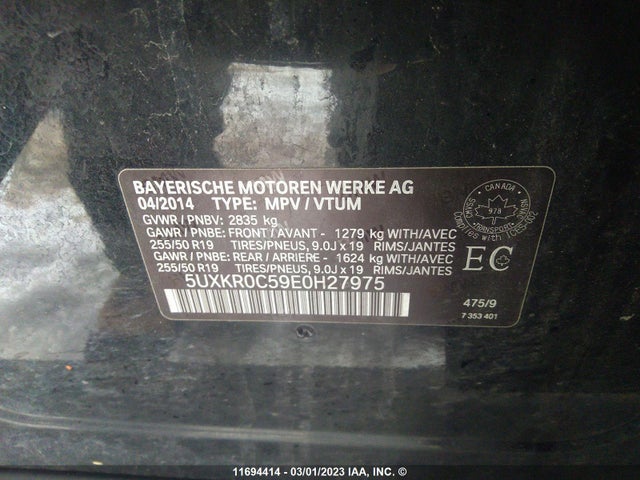 BAYERISCHE MOTOREN WERKE AG
04/2014 TYPE: MPV / VTUM
GVWR / PNBV: 2835 kg
GAWR / PNBE: FRONT / AVANT - 1279 kg WITH/AVEC
255/50 R19 TIRES/PNEUS, 9.0J x 19 RIMS/JANTES
GAWR / PNBE: REAR / ARRIERE - 1624 kg WITH/AVEC
255/50 R19 TIRES/PNEUS, 9.0J x 19 RIMS/JANTES
5UXKR0C59E0H27975
CANADA
978
TRANSPORT
EC
475/9
7 353 401
11694414 - 03/01/2023 IAA, INC. ©